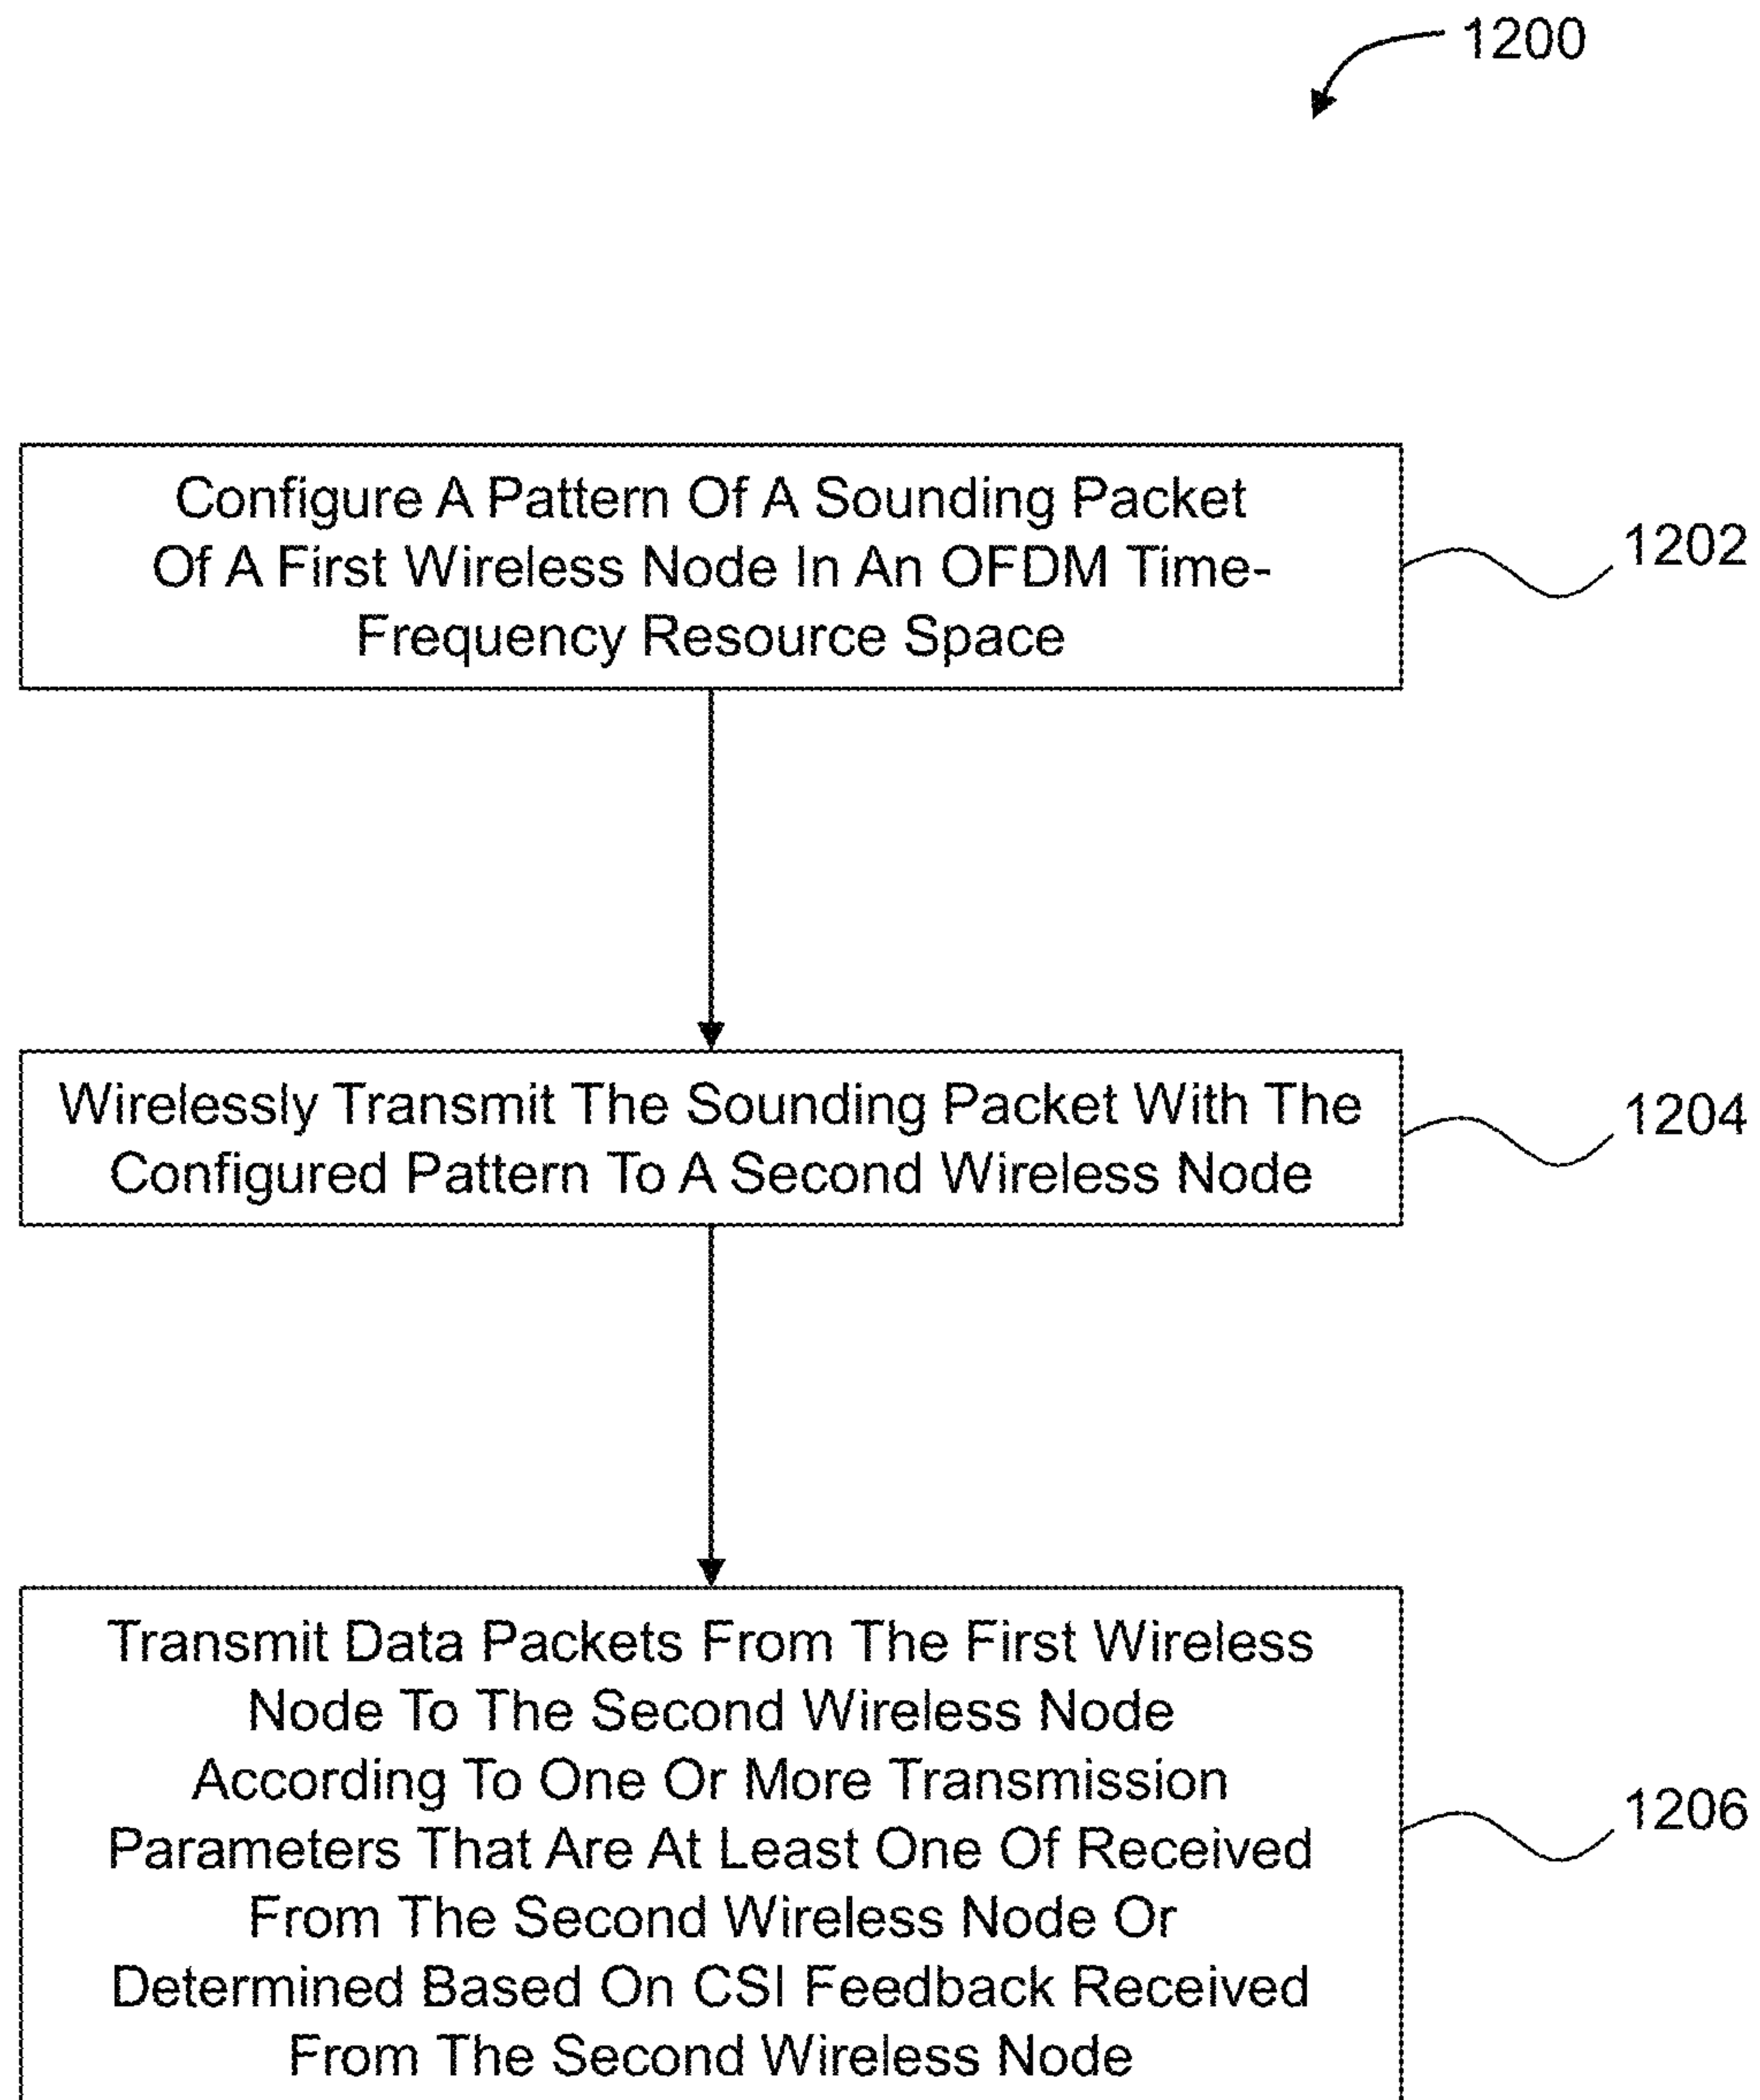 1200
Configure A Pattern Of A Sounding Packet
Of A First Wireless Node In An OFDM Time-
Frequency Resource Space
1202
Wirelessly Transmit The Sounding Packet With The
Configured Pattern To A Second Wireless Node
1204
Transmit Data Packets From The First Wireless
Node To The Second Wireless Node
According To One Or More Transmission
Parameters That Are At Least One Of Received
From The Second Wireless Node Or
Determined Based On CSI Feedback Received
From The Second Wireless Node
1206